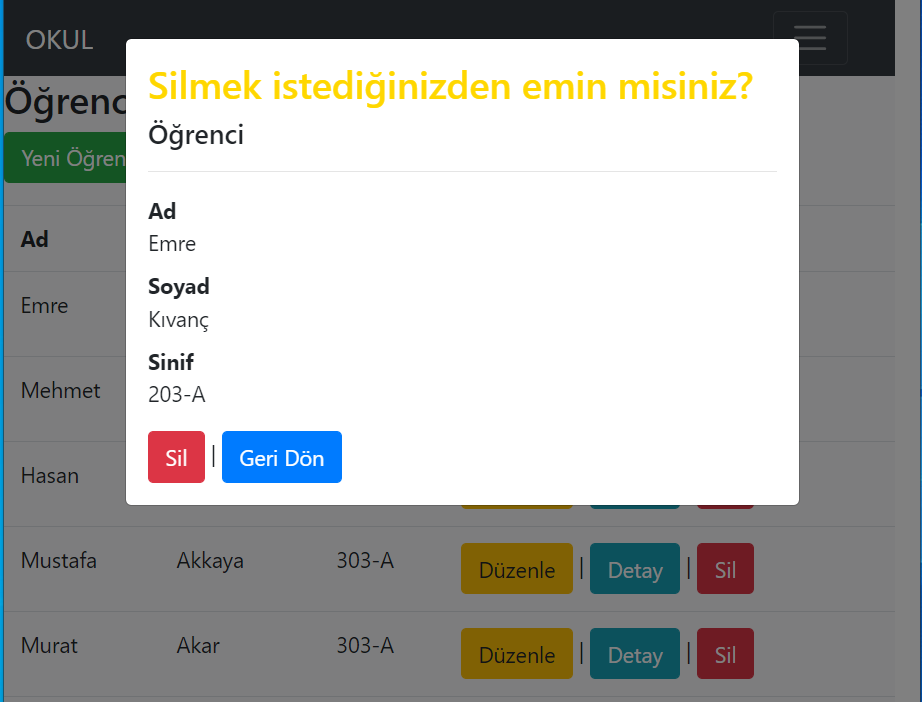 OKUL
Silmek istediğinizden emin misiniz?
Öğrenci
Ad
Emre
Soyad
Kıvanç
Sinif
203-A
Sil | Geri Dön
Öğrenc
Yeni Öğren
Ad
Emre
Mehmet
Hasan
Mustafa Akkaya 303-A Düzenle | Detay | Sil
Murat Akar 303-A Düzenle | Detay | Sil